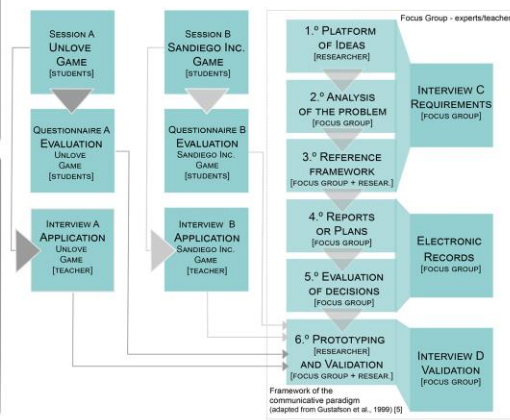 Focus Group - experts/teacher
SESSION A
UNLOVE
GAME
[STUDENTS]
QUESTIONNAIRE A
EVALUATION
UNLOVE
GAME
[STUDENTS]
INTERVIEW A
APPLICATION
UNLOVE
GAME
[TEACHER]
SESSION B
SANDIEGO INC.
GAME
[STUDENTS]
QUESTIONNAIRE B
EVALUATION
SANDIEGO INC.
GAME
[STUDENTS]
INTERVIEW B
APPLICATION
SANDIEGO INC.
GAME
[TEACHER]
1.º PLATFORM
OF IDEAS
[RESEARCHER]
2.º ANALYSIS
OF THE PROBLEM
[FOCUS GROUP]
3.º REFERENCE
FRAMEWORK
[FOCUS GROUP + RESEAR.]
4.º REPORTS
OR PLANS
[FOCUS GROUP]
5.º EVALUATION
OF DECISIONS
[FOCUS GROUP]
6.º PROTOTYPING
[RESEARCHER]
AND VALIDATION
[FOCUS GROUP + RESEAR.]
INTERVIEW C
REQUIREMENTS
[FOCUS GROUP]
ELECTRONIC
RECORDS
[FOCUS GROUP]
INTERVIEW D
VALIDATION
[FOCUS GROUP]
Framework of the
communicative paradigm
(adapted from Gustafson et al., 1999) [5]